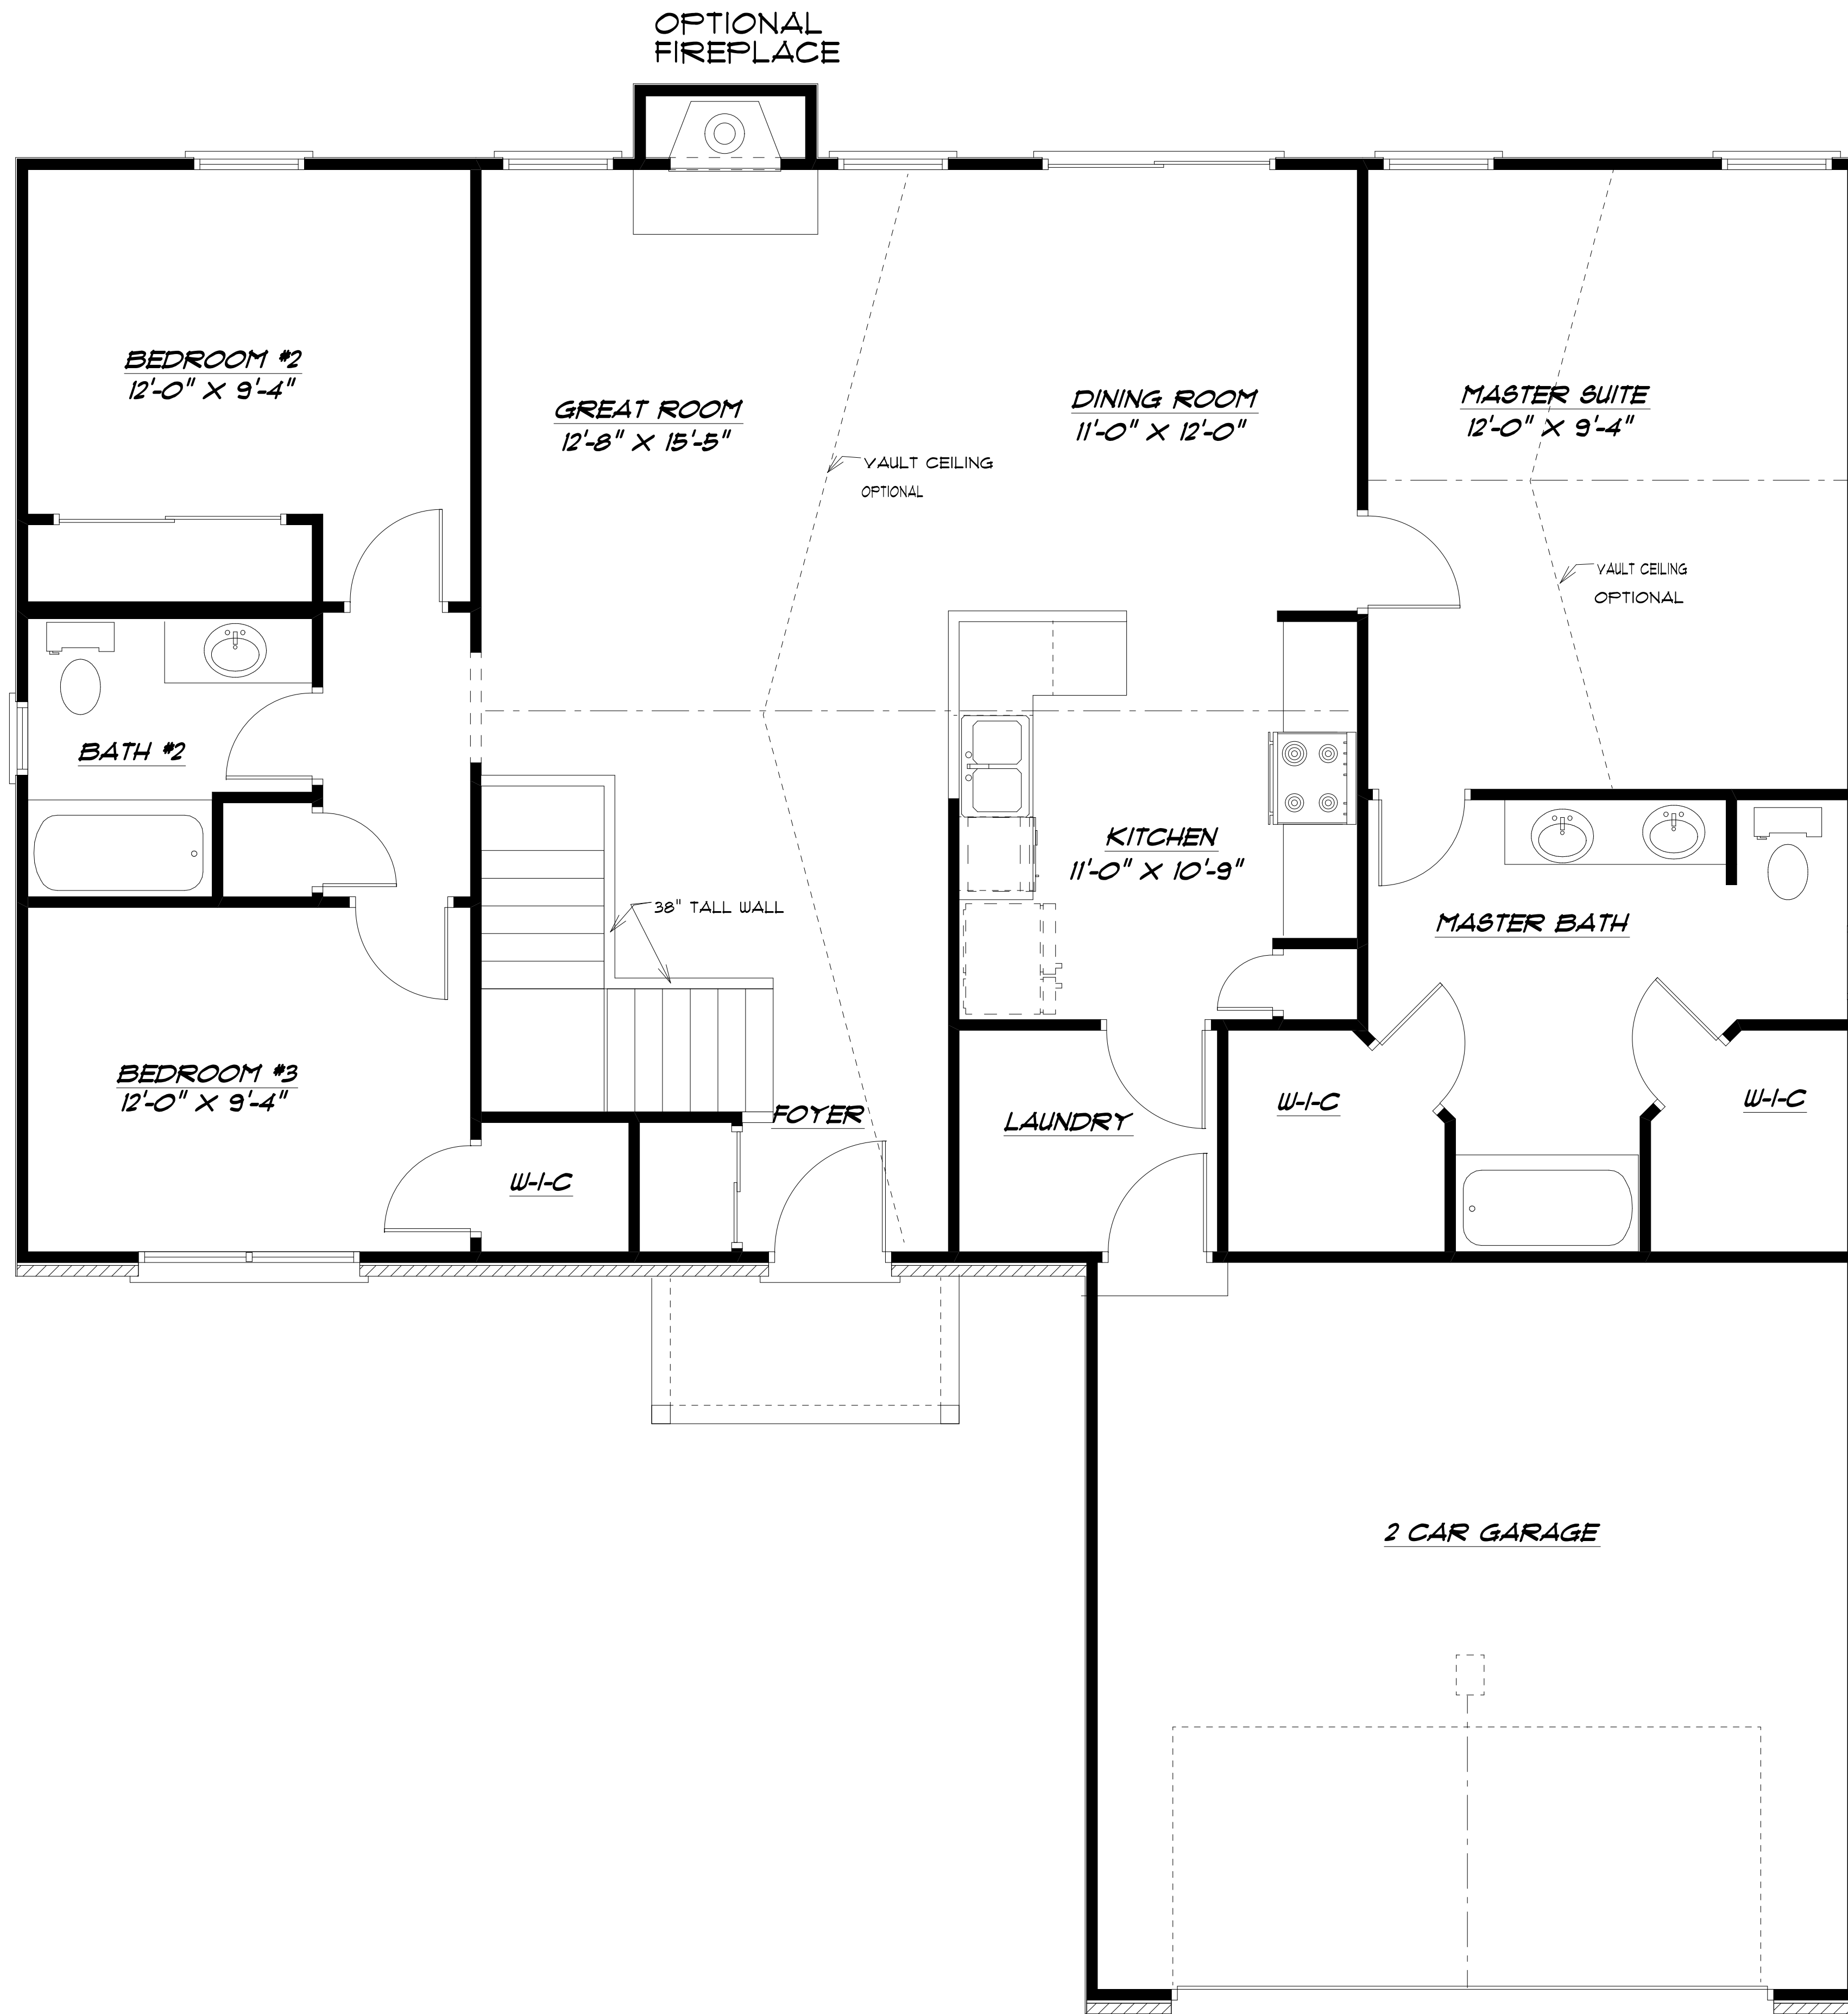 OPTIONAL
FIREPLACE
BEDROOM #2
12'-0" X 9'-4"
GREAT ROOM
12'-8" X 15'-5"
DINING ROOM
11'-0" X 12'-0"
MASTER SUITE
12'-0" X 9'-4"
VAULT CEILING
OPTIONAL
VAULT CEILING
OPTIONAL
BATH #2
KITCHEN
11'-0" X 10'-9"
38" TALL WALL
MASTER BATH
BEDROOM #3
12'-0" X 9'-4"
FOYER
LAUNDRY
W-I-C
W-I-C
W-I-C
2 CAR GARAGE